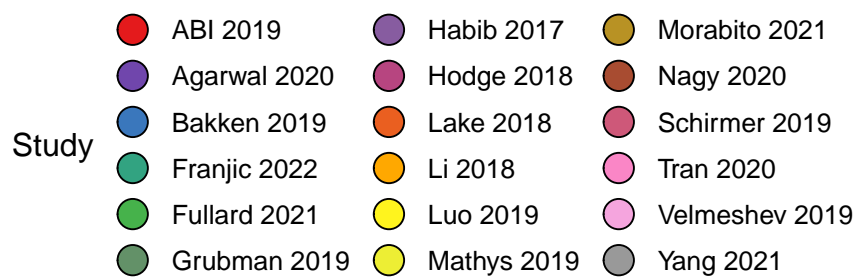 ABI 2019 Habib 2017 Morabito 2021
Agarwal 2020 Hodge 2018 Nagy 2020
Bakken 2019 Lake 2018 Schirmer 2019
Study
Franjic 2022 Li 2018 Tran 2020
Fullard 2021 Luo 2019 Velmeshev 2019
Grubman 2019 Mathys 2019 Yang 2021